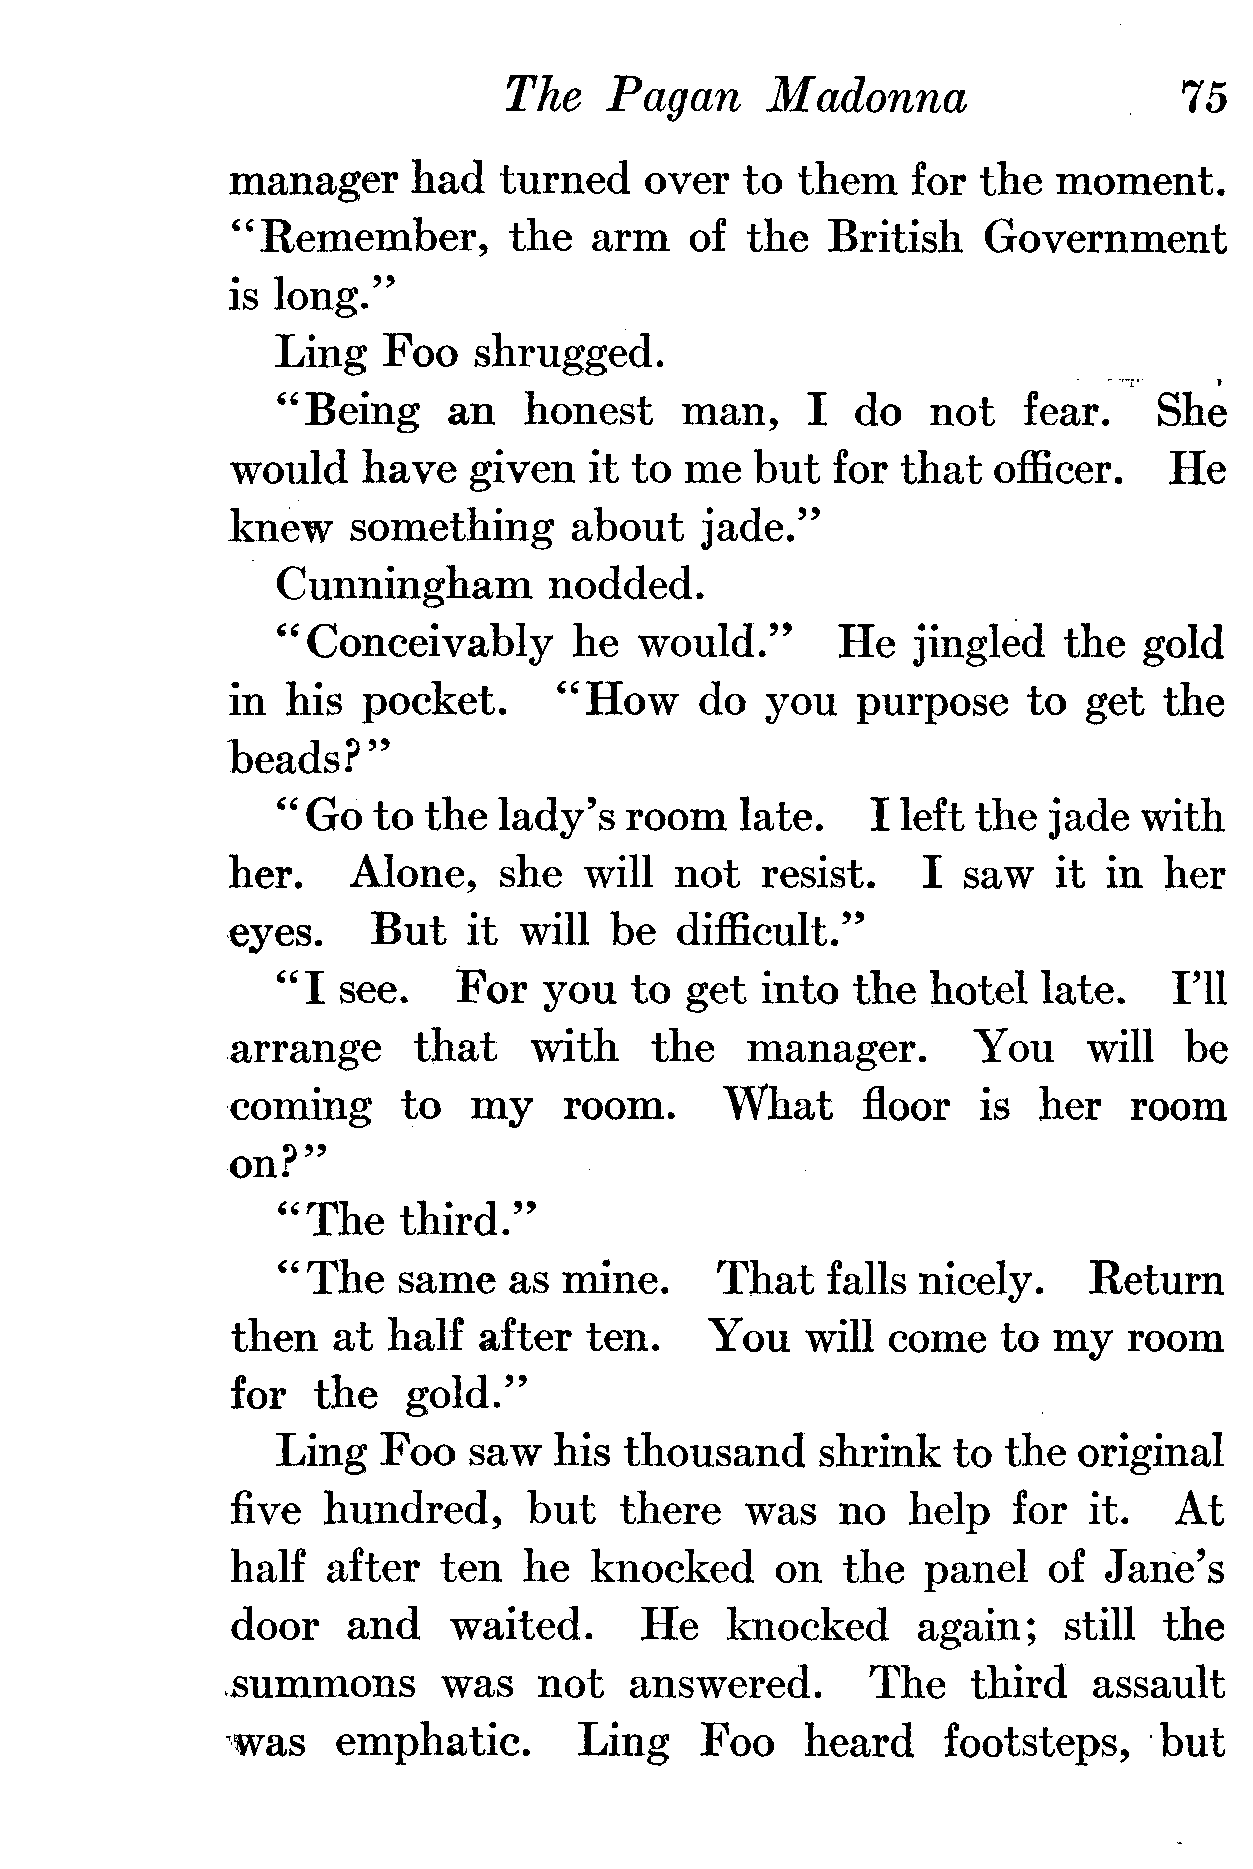 The Pagan Madonna 75
manager had turned over to them for the moment.
“Remember, the arm of the British Government
is long.”
Ling Foo shrugged.
“Being an honest man, I do not fear. She
would have given it to me but for that officer. He
knew something about jade.”
Cunningham nodded.
“Conceivably he would.” He jingled the gold
in his pocket. “How do you purpose to get the
beads?”
“Go to the lady’s room late. I left the jade with
her. Alone, she will not resist. I saw it in her
eyes. But it will be difficult.”
“I see. For you to get into the hotel late. I’ll
arrange that with the manager. You will be
coming to my room. What floor is her room
on?”
“The third.”
“The same as mine. That falls nicely. Return
then at half after ten. You will come to my room
for the gold.”
Ling Foo saw his thousand shrink to the original
five hundred, but there was no help for it. At
half after ten he knocked on the panel of Jane’s
door and waited. He knocked again; still the
summons was not answered. The third assault
was emphatic. Ling Foo heard footsteps, but